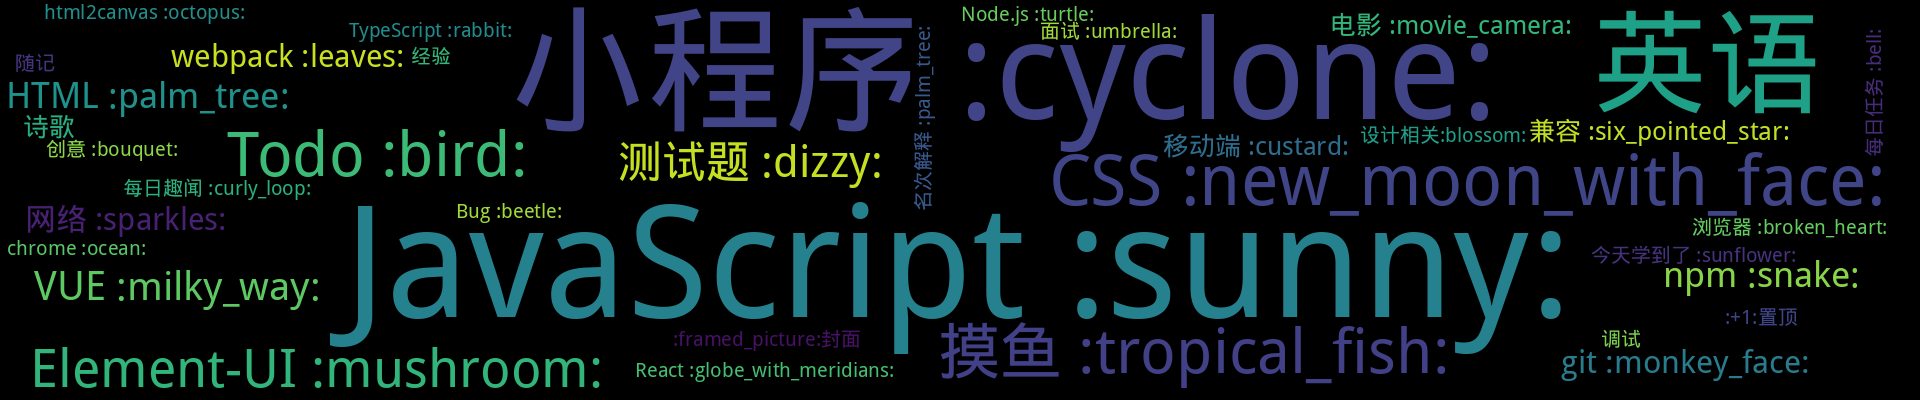 html2canvas :octopus:
TypeScript :rabbit:
小程序 :cyclone:
Node.js :turtle:
面试 :umbrella:
电影 :movie_camera:
英语
每日任务 :bell:
随记
webpack :leaves:
经验
HTML :palm_tree:
诗歌
创意 :bouquet:
Todo :bird:
测试题 :dizzy:
名次解释 :palm_tree:
移动端 :custard:
设计相关:blossom:
兼容 :six_pointed_star:
每日趣闻 :curly_loop:
CSS :new_moon_with_face:
网络 :sparkles:
Bug :beetle:
JavaScript :sunny:
浏览器 :broken_heart:
chrome :ocean:
今天学到了 :sunflower:
VUE :milky_way:
npm :snake:
:+1:置顶
:framed_picture:封面
摸鱼 :tropical_fish:
调试
Element-UI :mushroom:
React :globe_with_meridians:
git :monkey_face: